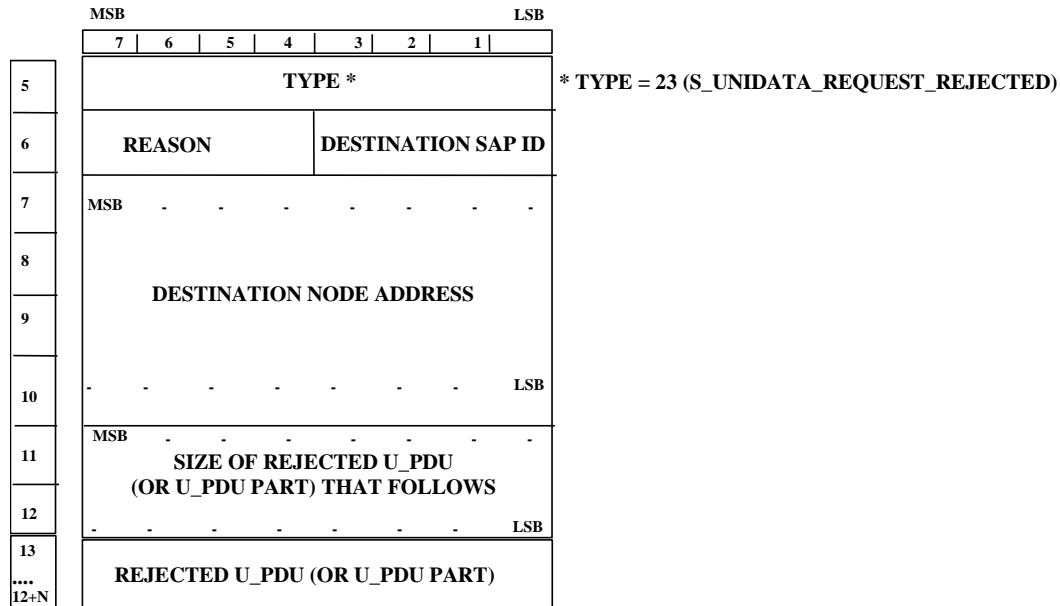 MSB LSB
7 6 5 4 3 2 1
5 TYPE * * TYPE = 23 (S_UNIDATA_REQUEST_REJECTED)
6 REASON DESTINATION SAP ID
7 MSB - - - - - - -
8
DESTINATION NODE ADDRESS
9
10 - - - - - - - LSB
MSB - - - - - - -
11 SIZE OF REJECTED U_PDU
(OR U_PDU PART) THAT FOLLOWS
12 - - - - - - - LSB
13
REJECTED U_PDU (OR U_PDU PART)
....
12+N